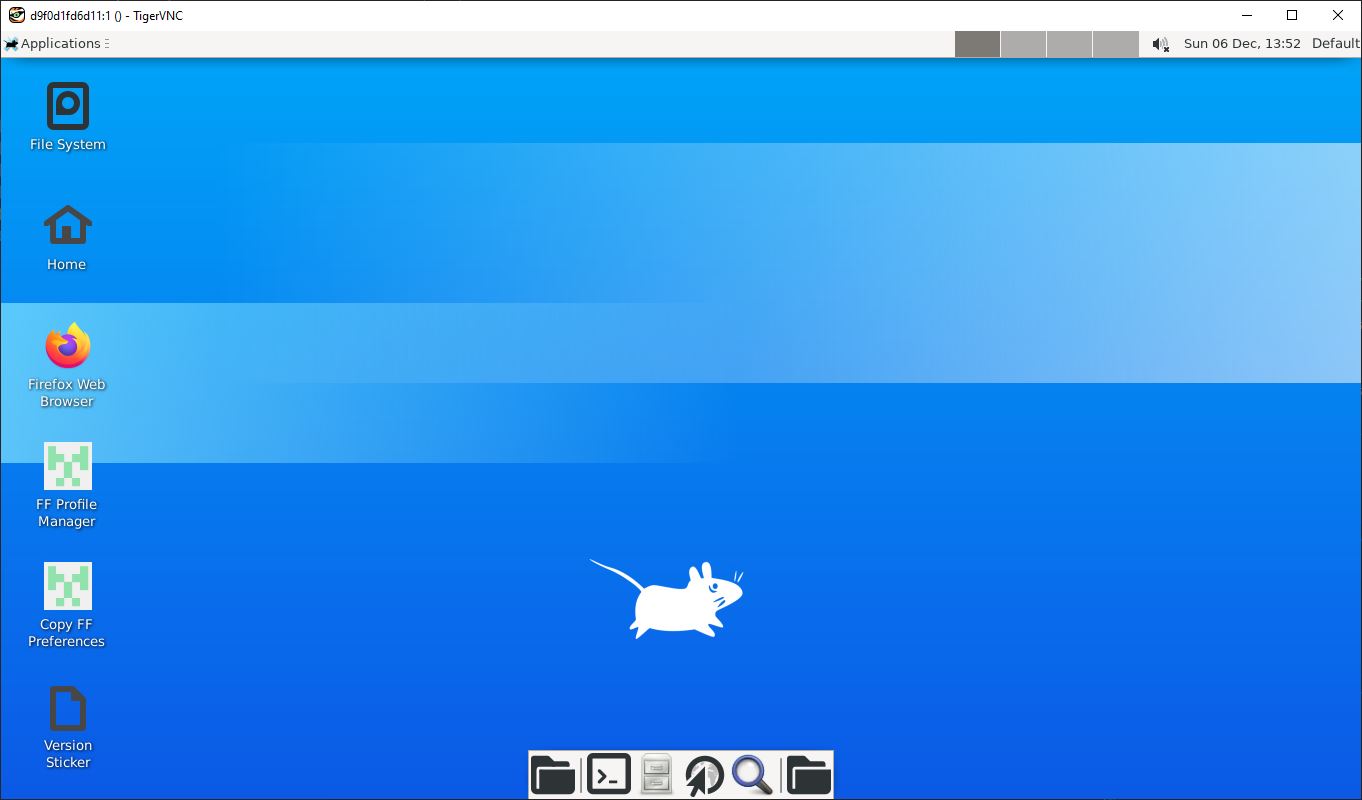 d9f0d1fd6d11:1 () - TigerVNC
Applications
Sun 06 Dec, 13:52
Default
File System
Home
Firefox Web
Browser
FF Profile
Manager
Copy FF
Preferences
Version
Sticker